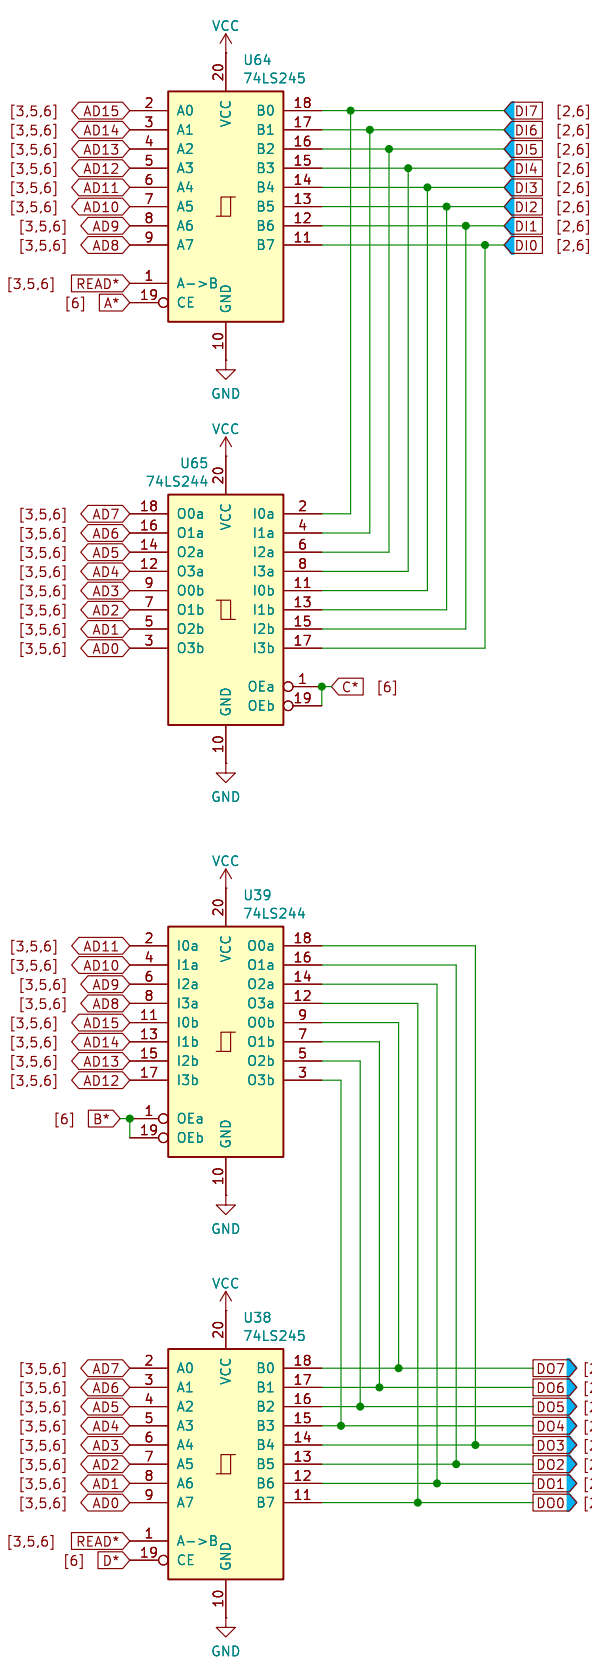 VCC
U64
74LS245
20
[3,5,6] AD15 2 A0 VCC B0 18 DI7 [2,6]
[3,5,6] AD14 3 A1 B1 17 DI6 [2,6]
[3,5,6] AD13 4 A2 B2 16 DI5 [2,6]
[3,5,6] AD12 5 A3 B3 15 DI4 [2,6]
[3,5,6] AD11 6 A4 B4 14 DI3 [2,6]
[3,5,6] AD10 7 A5 B5 13 DI2 [2,6]
[3,5,6] AD9 8 A6 B6 12 DI1 [2,6]
[3,5,6] AD8 9 A7 B7 11 DI0 [2,6]
[3,5,6] READ* 1 A->B GND
[6] A* 19 CE
10
GND
VCC
U65
74LS244
20
[3,5,6] AD7 18 O0a VCC I0a 2
[3,5,6] AD6 16 O1a I1a 4
[3,5,6] AD5 14 O2a I2a 6
[3,5,6] AD4 12 O3a I3a 8
[3,5,6] AD3 9 O0b I0b 11
[3,5,6] AD2 7 O1b I1b 13
[3,5,6] AD1 5 O2b I2b 15
[3,5,6] AD0 3 O3b I3b 17
GND OEa 1 C* [6]
OEb 19
10
GND
VCC
U39
74LS244
20
[3,5,6] AD11 2 I0a VCC O0a 18
[3,5,6] AD10 4 I1a O1a 16
[3,5,6] AD9 6 I2a O2a 14
[3,5,6] AD8 8 I3a O3a 12
[3,5,6] AD15 11 I0b O0b 9
[3,5,6] AD14 13 I1b O1b 7
[3,5,6] AD13 15 I2b O2b 5
[3,5,6] AD12 17 I3b O3b 3
[6] B* 1 OEa GND
19 OEb
10
GND
VCC
U38
74LS245
20
[3,5,6] AD7 2 A0 VCC B0 18 DO7 [2
[3,5,6] AD6 3 A1 B1 17 DO6 [2
[3,5,6] AD5 4 A2 B2 16 DO5 [2
[3,5,6] AD4 5 A3 B3 15 DO4 [2
[3,5,6] AD3 6 A4 B4 14 DO3 [2
[3,5,6] AD2 7 A5 B5 13 DO2 [2
[3,5,6] AD1 8 A6 B6 12 DO1 [2
[3,5,6] AD0 9 A7 B7 11 DO0 [2
[3,5,6] READ* 1 A->B GND
[6] D* 19 CE
10
GND